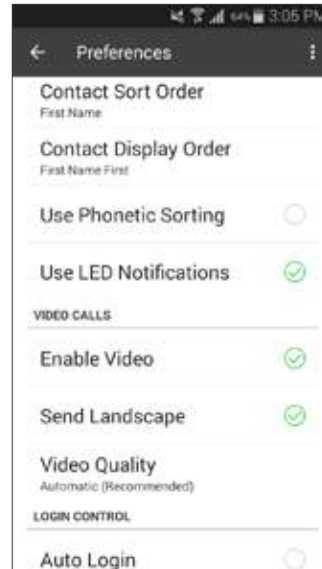 64% 3:05 PM
Preferences
Contact Sort Order
First Name
Contact Display Order
First Name First
Use Phonetic Sorting
Use LED Notifications
VIDEO CALLS
Enable Video
Send Landscape
Video Quality
Automatic (Recommended)
LOGIN CONTROL
Auto Login